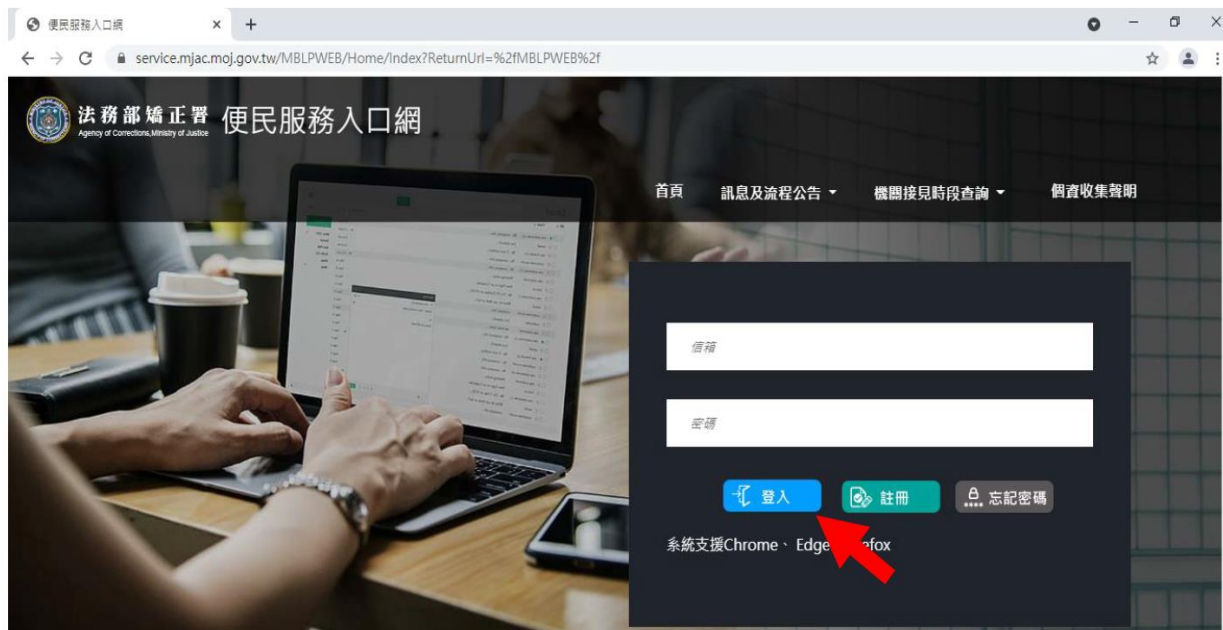 便民服務入口網
service.mjac.moj.gov.tw/MBLPWEB/Home/Index?ReturnUrl=%2fMBLPWEB%2f
法務部矯正署 便民服務入口網
Agency of Corrections,Ministry of Justice
首頁 訊息及流程公告 機關接見時段查詢 個資收集聲明
信箱
密碼
登入 註冊 忘記密碼
系統支援Chrome、Edge efox